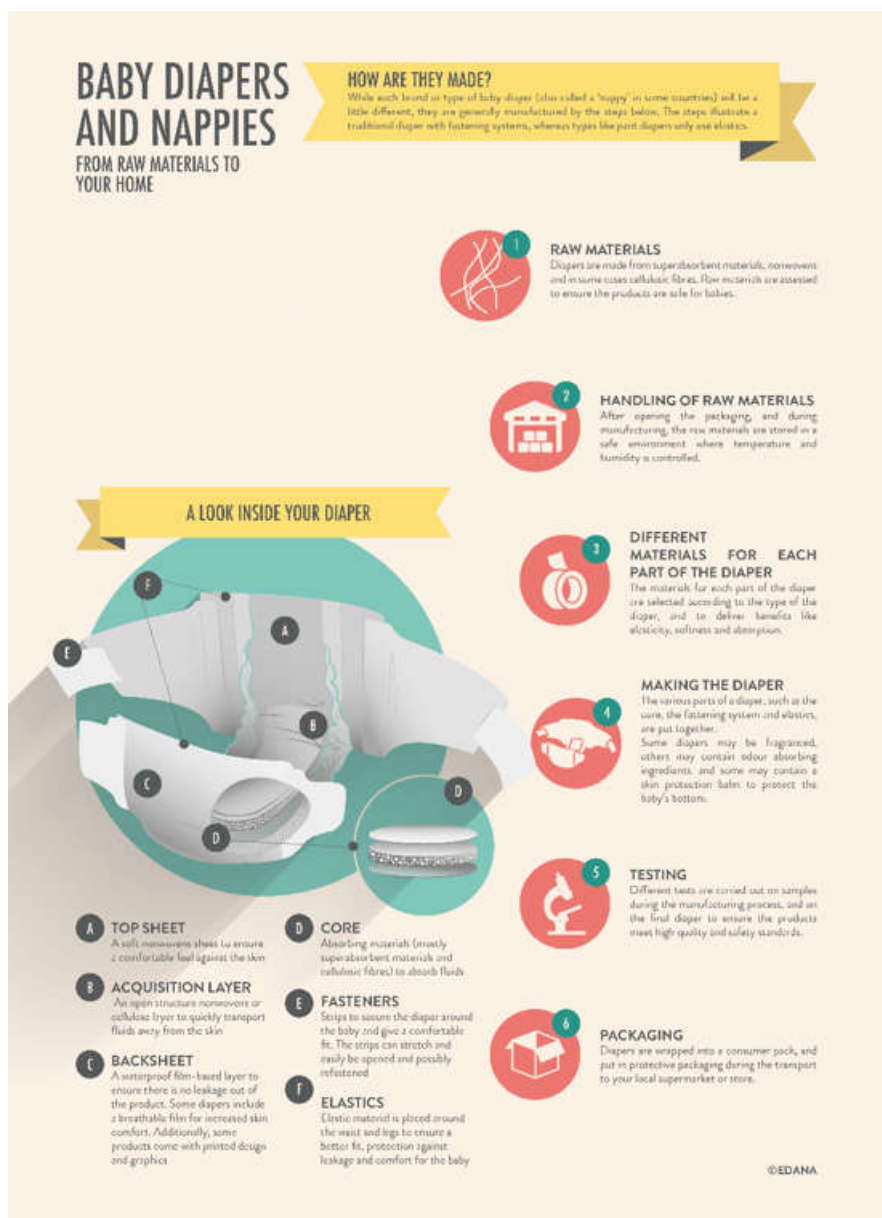 BABY DIAPERS
AND NAPPIES
FROM RAW MATERIALS TO
YOUR HOME
HOW ARE THEY MADE?
While each brand or type of baby diaper (also called a 'nappy' in some countries) will be a
little different, they are generally manufactured by the steps below. The steps illustrate a
traditional diaper with fastening systems, whereas types like pant diapers only use elastics.
1
RAW MATERIALS
Diapers are made from superabsorbent materials, nonwovens
and in some cases cellulosic fibres. Raw materials are assessed
to ensure the products are safe for babies.
2
HANDLING OF RAW MATERIALS
After opening the packaging, and during
manufacturing, the raw materials are stored in a
safe environment where temperature and
humidity is controlled.
3
DIFFERENT
MATERIALS FOR EACH
PART OF THE DIAPER
The materials for each part of the diaper
are selected according to the type of the
diaper, and to deliver benefits like
elasticity, softness and absorption.
4
MAKING THE DIAPER
The various parts of a diaper, such as the
core, the fastening system and elastics,
are put together.
Some diapers may be fragranced,
others may contain odour absorbing
ingredients, and some may contain a
skin protection balm to protect the
baby's bottom.
5
TESTING
Different tests are carried out on samples
during the manufacturing process, and on
the final diaper to ensure the products
meet high quality and safety standards.
6
PACKAGING
Diapers are wrapped into a consumer pack, and
put in protective packaging during the transport
to your local supermarket or store.
A LOOK INSIDE YOUR DIAPER
F
A
E
B
C
D
D
A
TOP SHEET
A soft nonwovens sheet to ensure
a comfortable feel against the skin
B
ACQUISITION LAYER
An open structure nonwovens or
cellulose layer to quickly transport
fluids away from the skin
C
BACKSHEET
A waterproof film-based layer to
ensure there is no leakage out of
the product. Some diapers include
a breathable film for increased skin
comfort. Additionally, some
products come with printed design
and graphics
D
CORE
Absorbing materials (mostly
superabsorbent materials and
cellulosic fibres) to absorb fluids
E
FASTENERS
Strips to secure the diaper around
the baby and give a comfortable
fit. The strips can stretch and
easily be opened and possibly
refastened
F
ELASTICS
Elastic material is placed around
the waist and legs to ensure a
better fit, protection against
leakage and comfort for the baby
©EDANA